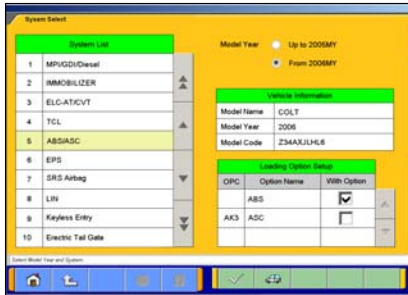 System Select
System List
1 MPI/GDI/Diesel
2 IMMOBILIZER
3 ELC-AT/CVT
4 TCL
5 ABS/ASC
6 EPS
7 SRS Airbag
8 LIN
9 Keyless Entry
10 Erectric Tail Gate
Model Year
Up to 2005MY
From 2006MY
Vehicle Information
Model Name COLT
Model Year 2006
Model Code Z34AXJLHL6
Loading Option Setup
OPC Option Name With Option
ABS
AK3 ASC
Select Model Year and System.